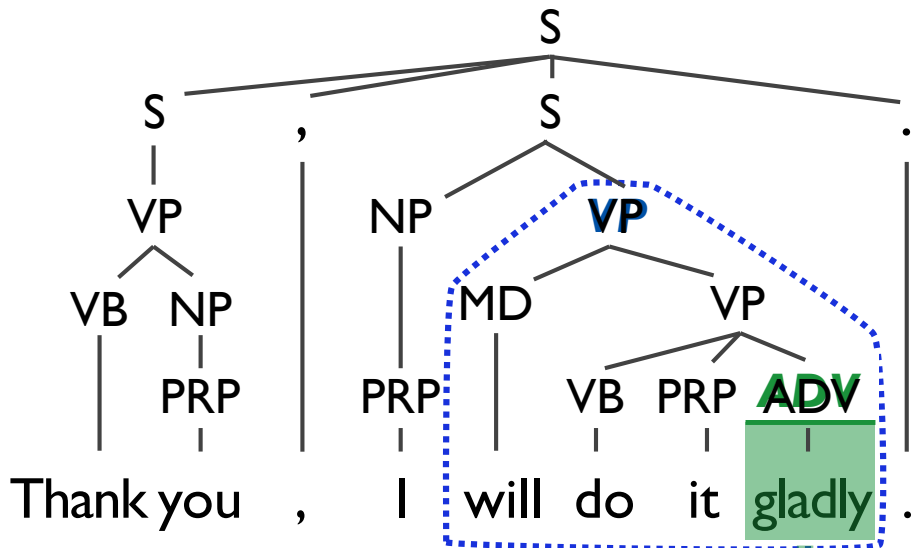 S
S , S .
VP NP VP
VB NP MD VP
PRP PRP VB PRP ADV
Thank you , I will do it gladly .